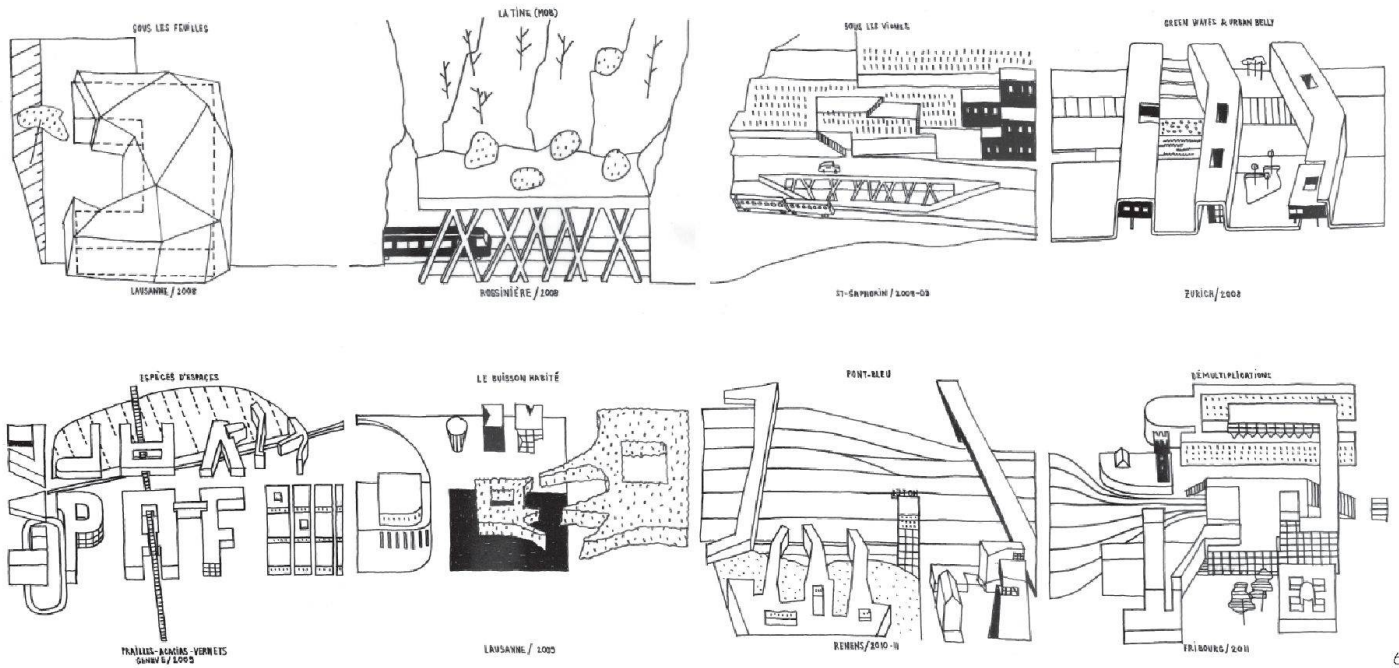 SOUS LES FEUILLES
LAUSANNE/2008
LA TINE (MOB)
ROSSINIÈRE/2008
SOUS LES VIGNES
ST-SAPHORIN/2008-09
GREEN WAVES & URBAN BELLY
ZURICH/2008
ESPÈCES D'ESPACES
PRAILLES-ACACIAS-VERNETS
GENEVE/2009
LE BUISSON HABITÉ
LAUSANNE/2009
PONT-BLEU
HOTEL
RENENS/2010-11
DÉMULTIPLICATIONS
FRIBOURG/2011